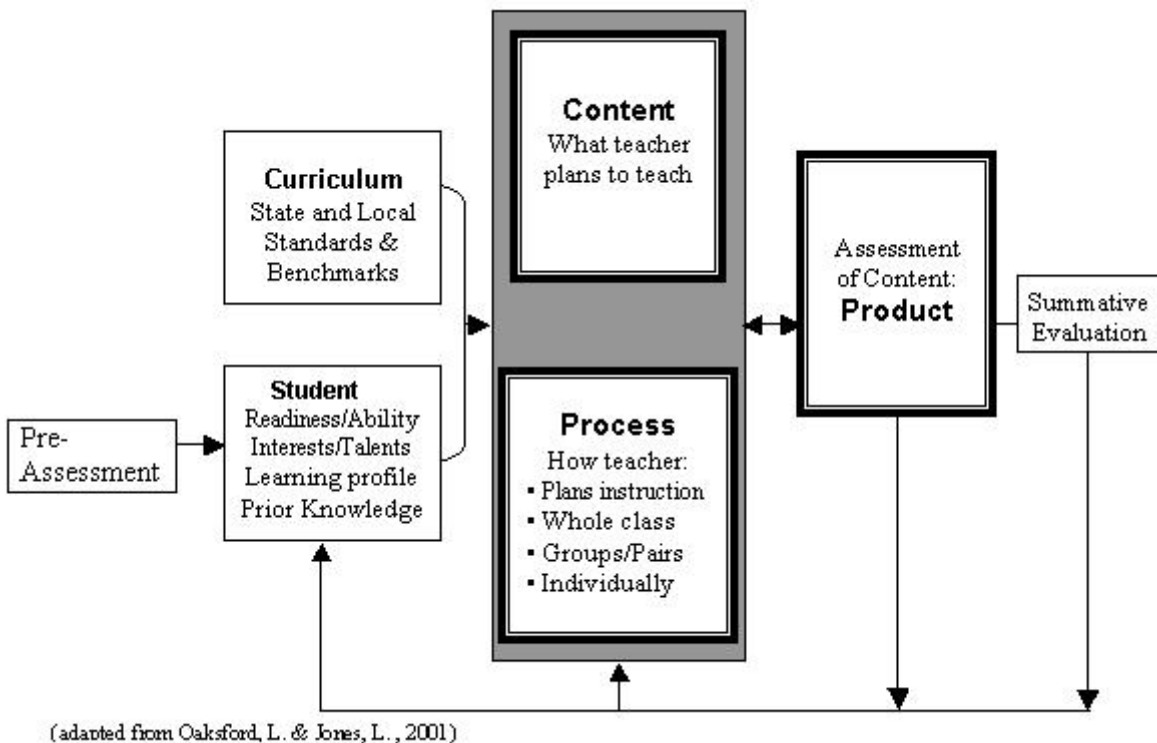 Content
What teacher
plans to teach
Curriculum
State and Local
Standards &
Benchmarks
Assessment
of Content:
Product
Summative
Evaluation
Student
Readiness/Ability
Interests/Talents
Learning profile
Prior Knowledge
Pre-
Assessment
Process
How teacher:
▪ Plans instruction
▪ Whole class
▪ Groups/Pairs
▪ Individually
(adapted from Oaksford, L. & Jones, L., 2001)